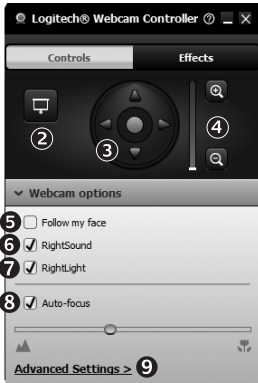 Logitech® Webcam Controller
Controls Effects
2
3
4
Webcam options
5 Follow my face
6 RightSound
7 RightLight
8 Auto-focus
Advanced Settings > 9